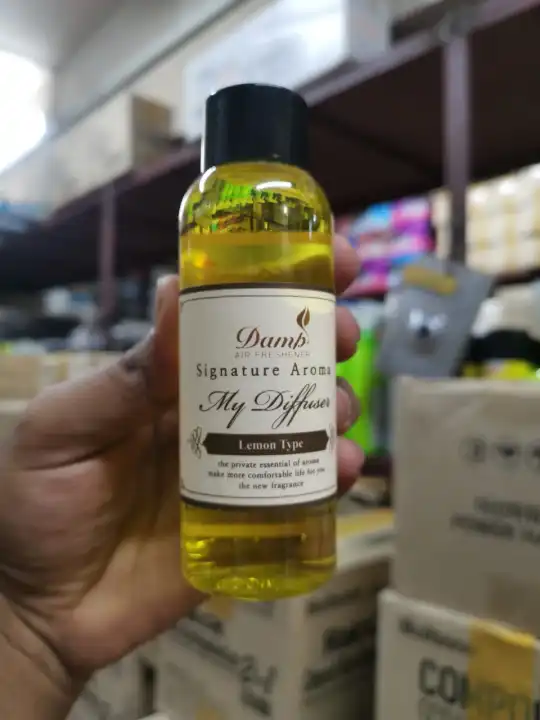 Damp
AIR FRESHENER
Signature Aroma
My Diffuser
Lemon Type
the private essential of aroma
make more comfortable life for you
the new fragrance